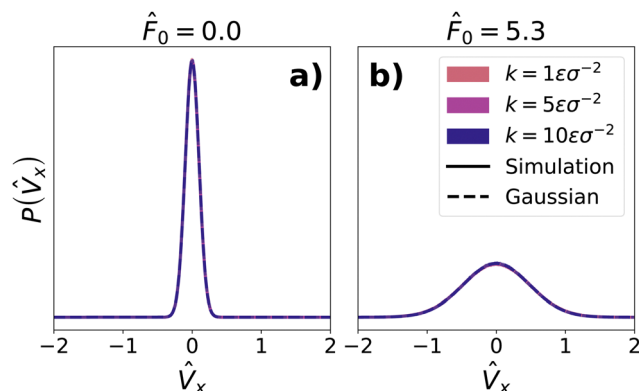 F̂₀ = 0.0
F̂₀ = 5.3
a)
b)
k = 1εσ⁻²
k = 5εσ⁻²
k = 10εσ⁻²
Simulation
Gaussian
P(V̂ₓ)
−2 −1 0 1 2
−2 −1 0 1 2
V̂ₓ
V̂ₓ